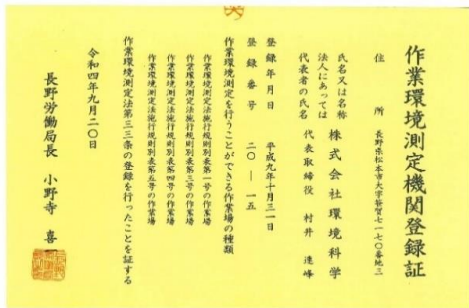 作業環境測定機関登録証
住所 長野県松本市大字笹賀七一七〇番地三
氏名又は名称 株式会社環境科学
法人にあっては
代表者の氏名 代表取締役 村井 達峰
登録年月日 平成九年十月三一日
登録番号 二〇―一五
作業環境測定を行うことができる作業場の種類
作業環境測定法施行規則別表第一号の作業場
作業環境測定法施行規則別表第三号の作業場
作業環境測定法施行規則別表第四号の作業場
作業環境測定法施行規則別表第五号の作業場
作業環境測定法第三三条の登録を行ったことを証する
令和四年九月二〇日
長野労働局長 小野寺 喜一